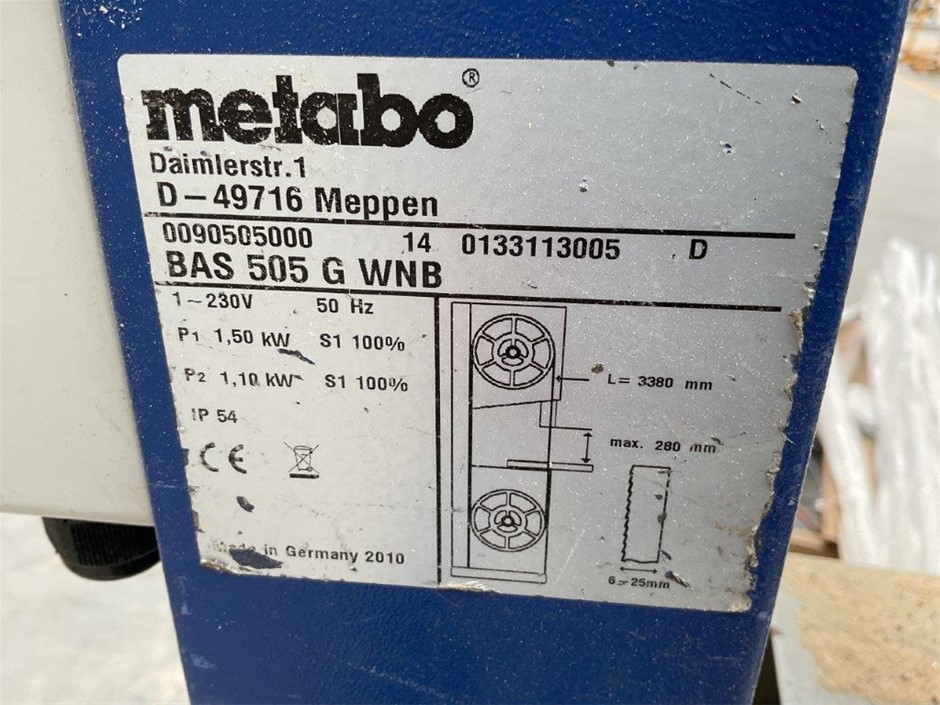 metabo®
Daimlerstr.1
D-49716 Meppen
0090505000 14 0133113005 D
BAS 505 G WNB
1~230V 50 Hz
P1 1,50 kW S1 100%
P2 1,10 kW S1 100%
IP 54
CE
Made in Germany 2010
L= 3380 mm
max. 280 mm
6-25mm